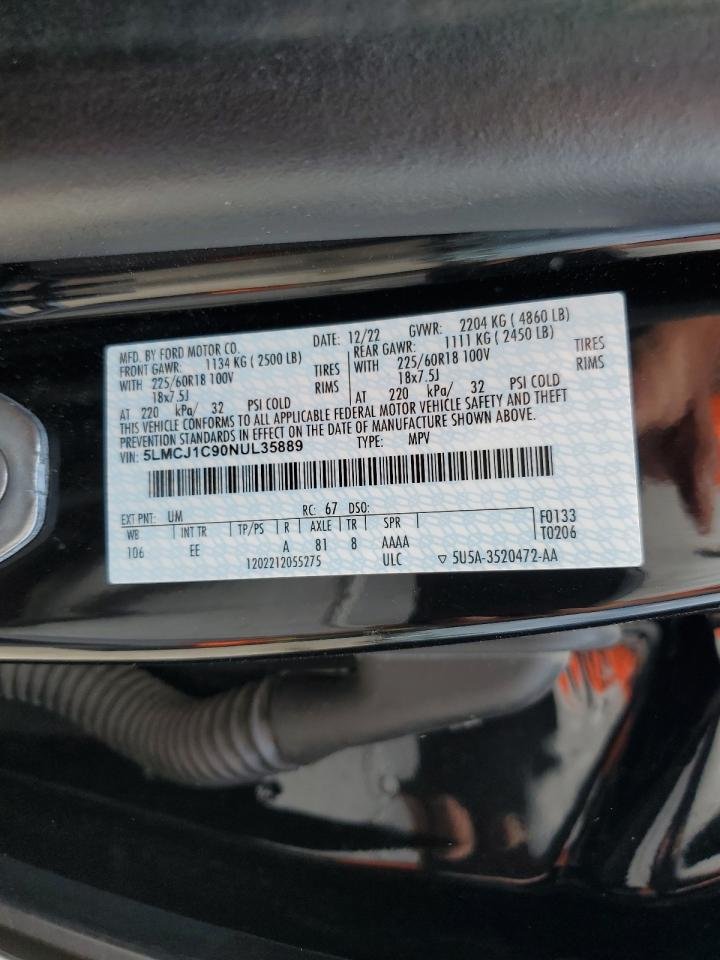 MFD. BY FORD MOTOR CO. DATE: 12/22 GVWR: 2204 KG ( 4860 LB)
FRONT GAWR: 1134 KG ( 2500 LB) REAR GAWR: 1111 KG ( 2450 LB)
WITH 225/60R18 100V TIRES WITH 225/60R18 100V TIRES
18x7.5J RIMS 18x7.5J RIMS
AT 220 kPa/ 32 PSI COLD AT 220 kPa/ 32 PSI COLD
THIS VEHICLE CONFORMS TO ALL APPLICABLE FEDERAL MOTOR VEHICLE SAFETY AND THEFT
PREVENTION STANDARDS IN EFFECT ON THE DATE OF MANUFACTURE SHOWN ABOVE.
VIN: 5LMCJ1C90NUL35889 TYPE: MPV
EXT PNT: UM RC: 67 DSO:
WB INT TR TP/PS R AXLE TR SPR F0133
106 EE A 81 8 AAAA T0206
1202212055275 ULC ▽ 5U5A-3520472-AA